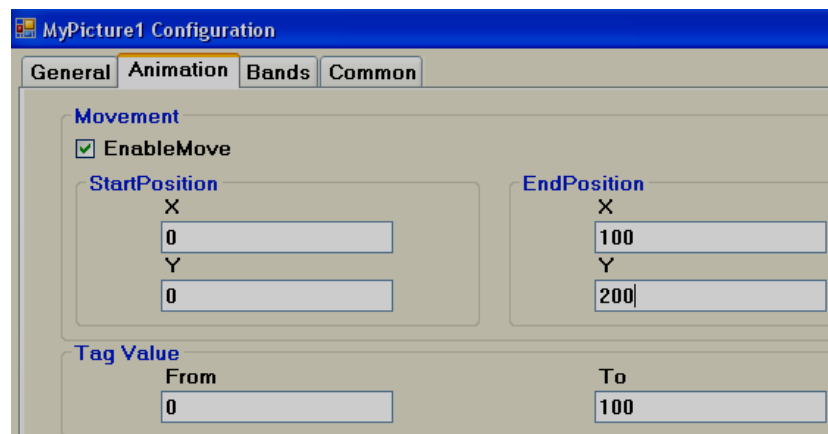 MyPicture1 Configuration
General Animation Bands Common
Movement
EnableMove
StartPosition EndPosition
X X
0 100
Y Y
0 200
Tag Value
From To
0 100